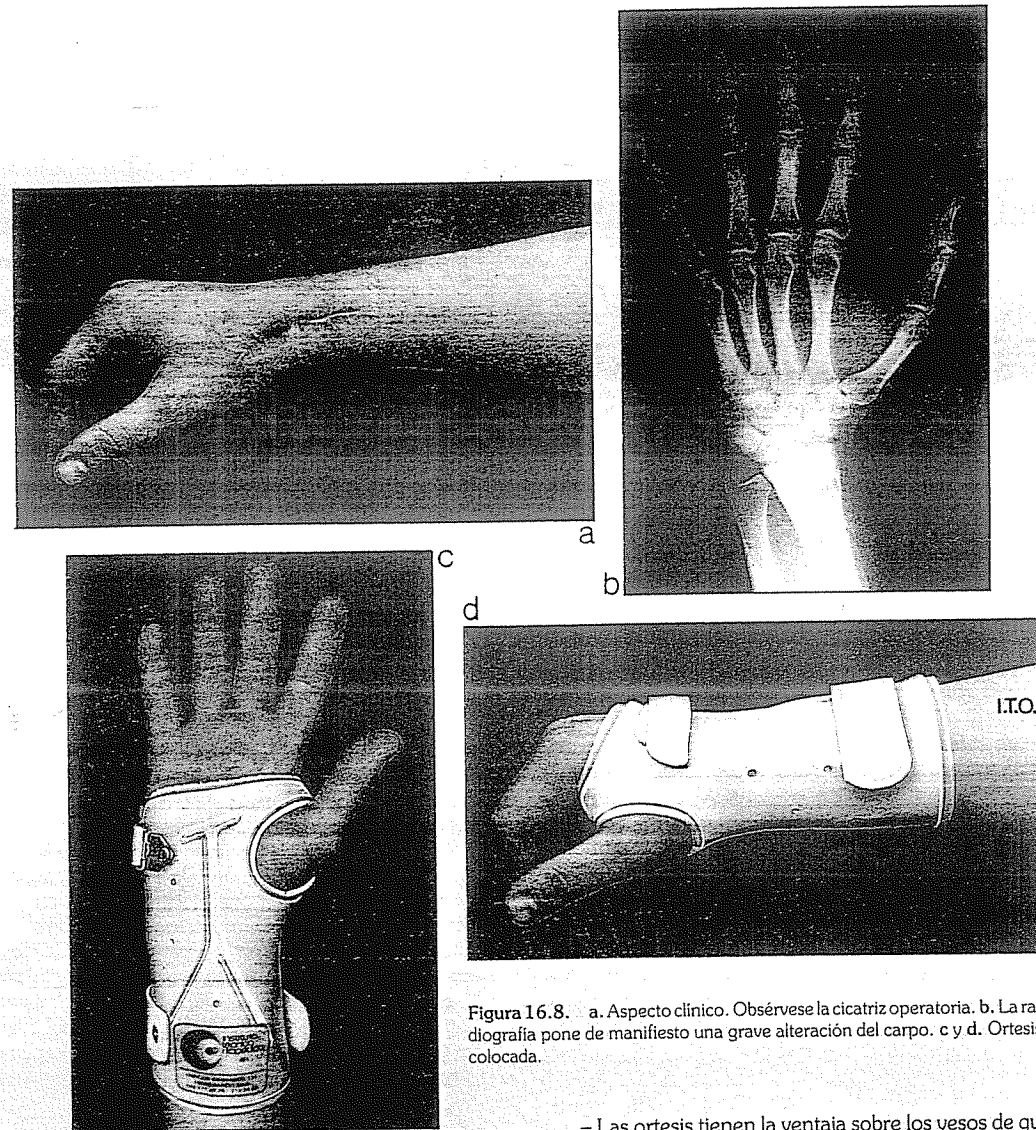 b
a
c
b
d
I.T.O.
Figura 16.8. a. Aspecto clínico. Obsérvese la cicatriz operatoria. b. La ra-
diografía pone de manifiesto una grave alteración del carpo. c y d. Ortesis
colocada.
– Las ortesis tienen la ventaja sobre los yesos de qu